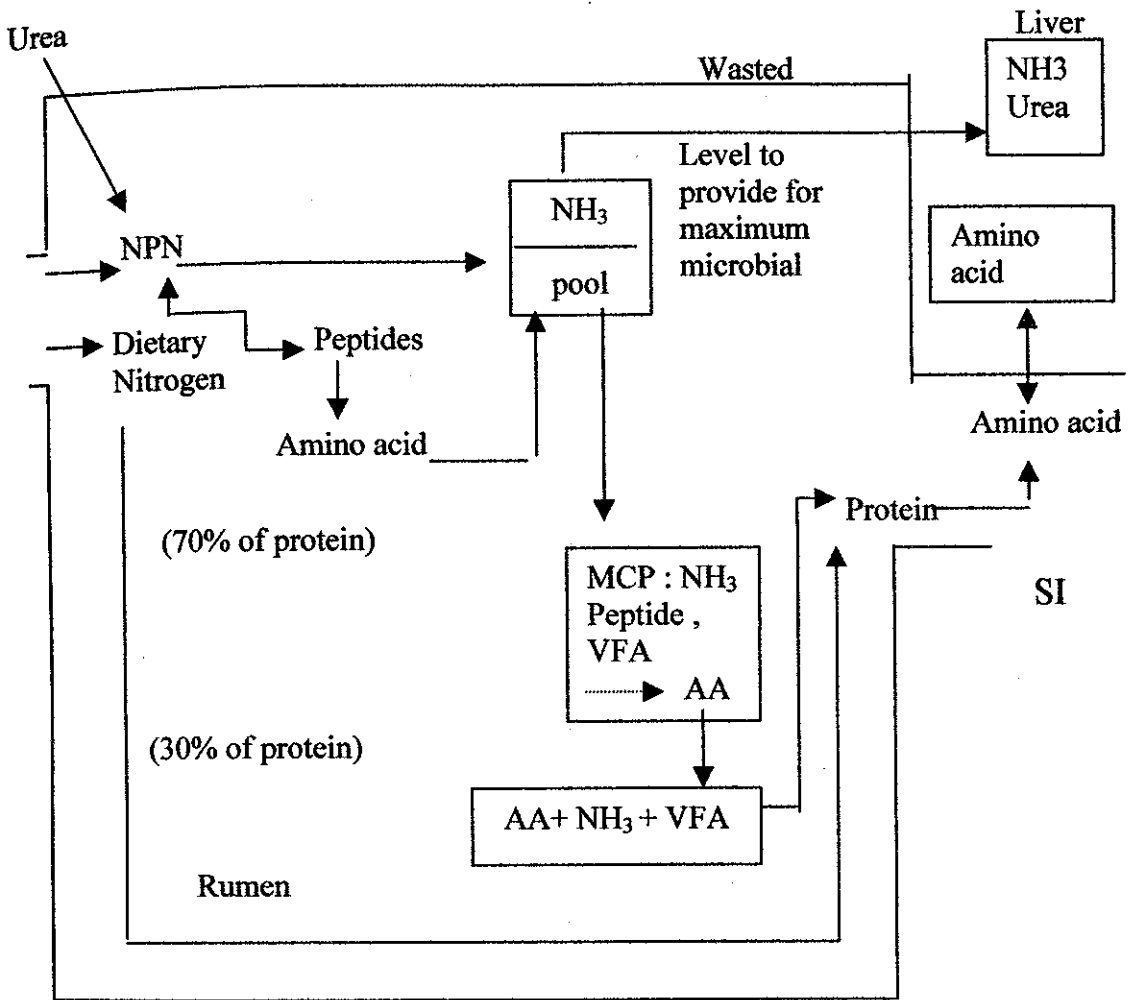 Urea
Liver
NH3
Urea
Wasted
Level to
provide for
maximum
microbial
NH₃
pool
Amino
acid
NPN
Dietary
Nitrogen
Peptides
Amino acid
Amino acid
(70% of protein)
Protein
MCP : NH₃
Peptide ,
VFA
AA
SI
(30% of protein)
AA+ NH₃ + VFA
Rumen